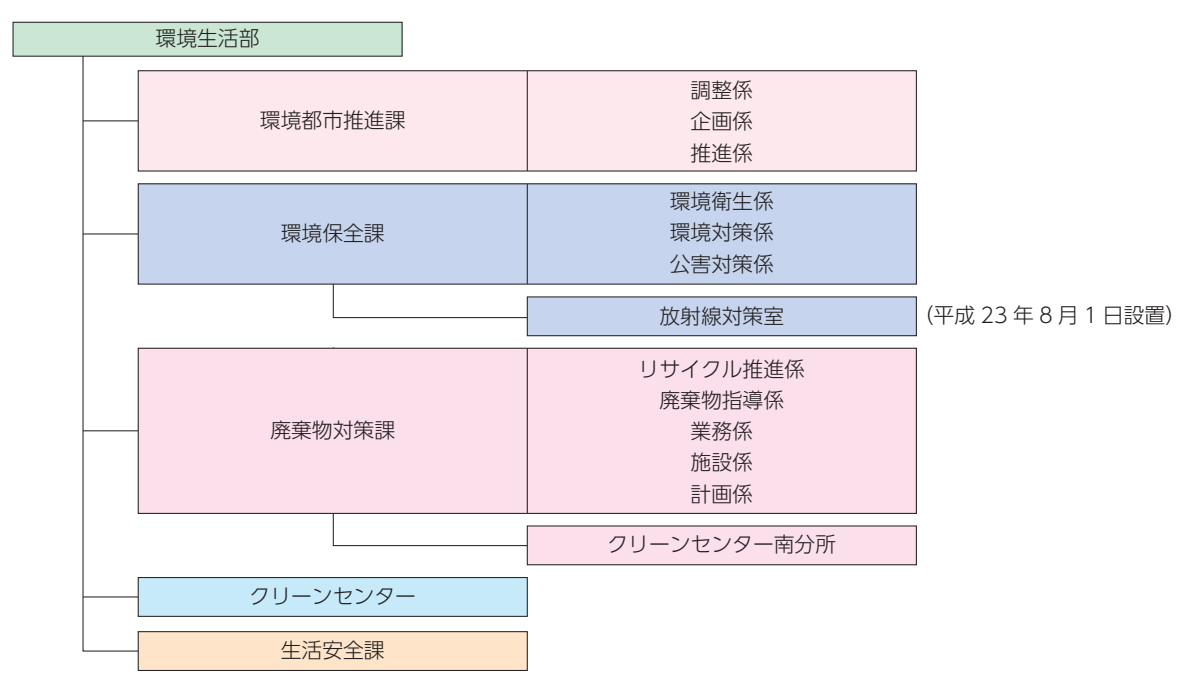 環境生活部
環境都市推進課
調整係
企画係
推進係
環境保全課
環境衛生係
環境対策係
公害対策係
放射線対策室
(平成 23 年 8 月 1 日設置)
廃棄物対策課
リサイクル推進係
廃棄物指導係
業務係
施設係
計画係
クリーンセンター南分所
クリーンセンター
生活安全課